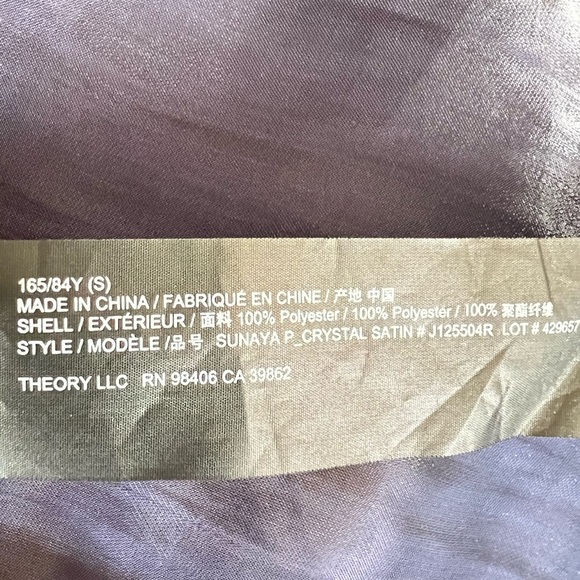 165/84Y (S)
MADE IN CHINA / FABRIQUÉ EN CHINE / 产地 中国
SHELL / EXTÉRIEUR / 面料 100% Polyester / 100% Polyester / 100% 聚酯纤维
STYLE / MODÈLE /品号 SUNAYA P_CRYSTAL SATIN # J125504R LOT # 429657
THEORY LLC RN 98406 CA 39862